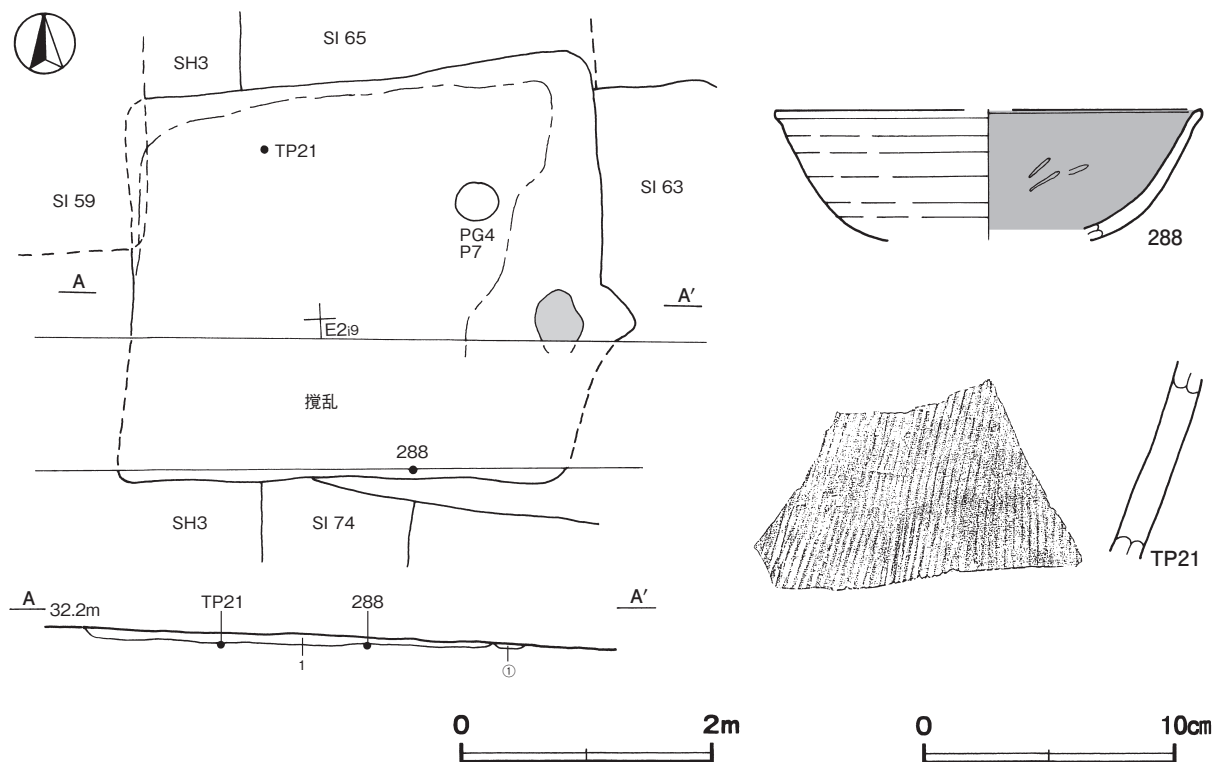 SI 65
SH3
TP21
SI 59
SI 63
PG4
P7
A
A′
E2i9
撹乱
288
SH3
SI 74
A
32.2m
TP21
288
A′
1
①
0
2m
288
TP21
0
10cm